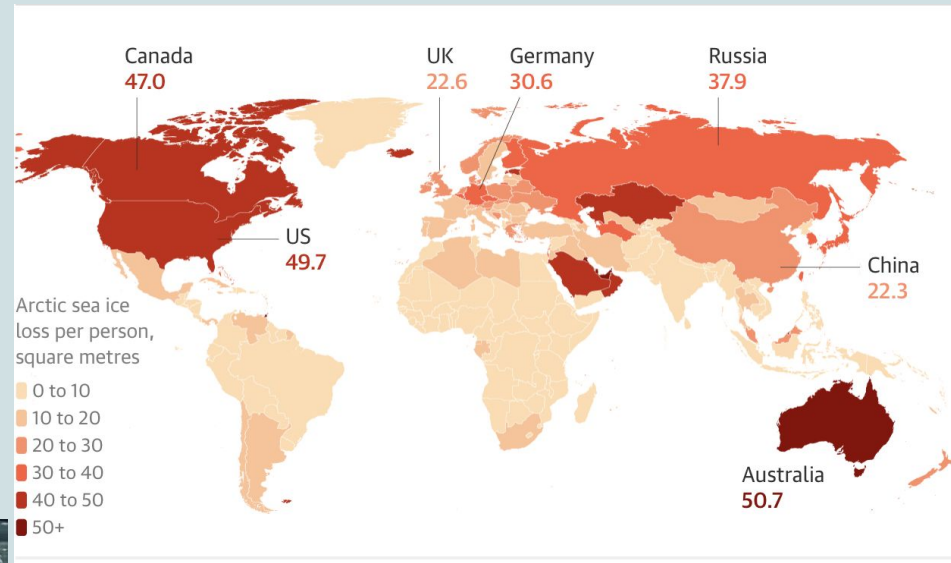 Canada
47.0
UK
22.6
Germany
30.6
Russia
37.9
US
49.7
China
22.3
Arctic sea ice
loss per person,
square metres
0 to 10
10 to 20
20 to 30
30 to 40
40 to 50
50+
Australia
50.7